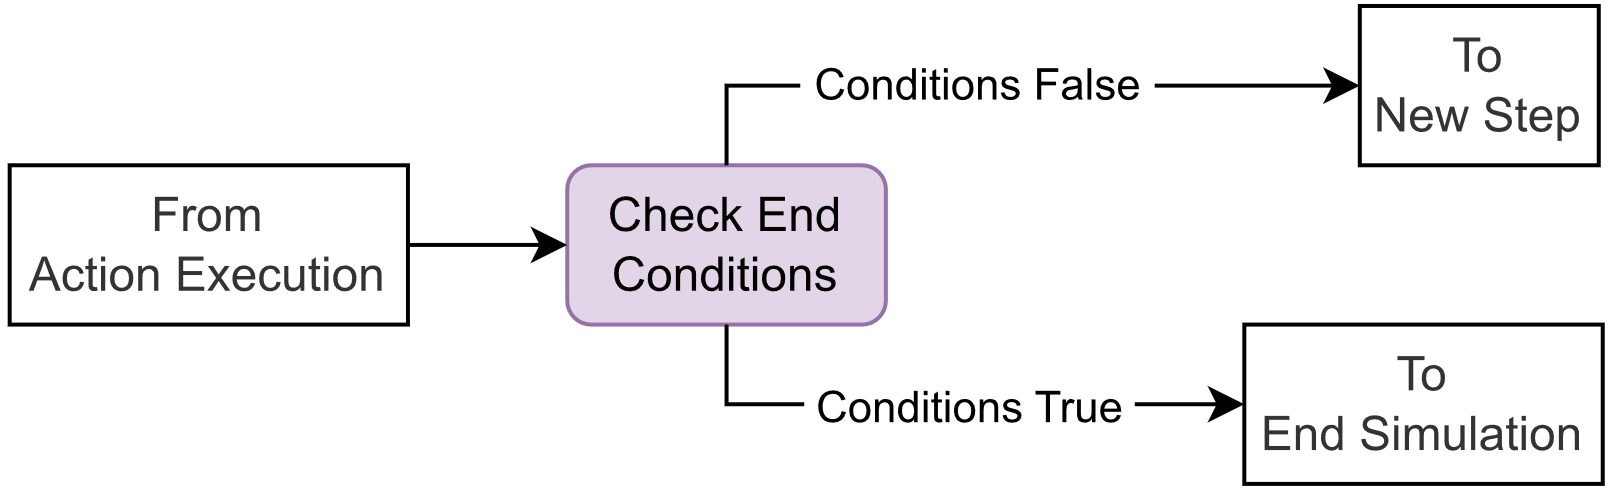 From
Action Execution
Check End
Conditions
Conditions False
To
New Step
Conditions True
To
End Simulation